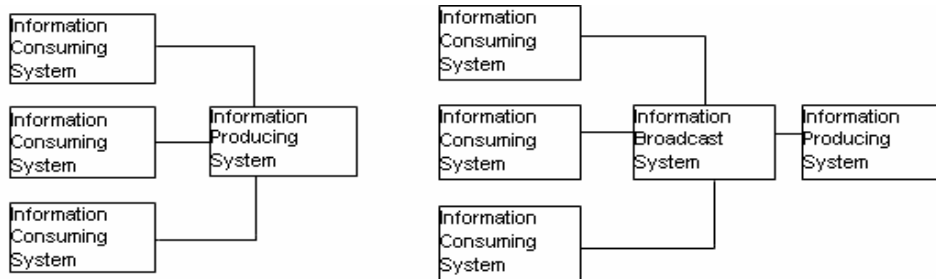 Information
Consuming
System
Information
Consuming
System
Information
Producing
System
Information
Consuming
System
Information
Consuming
System
Information
Consuming
System
Information
Broadcast
System
Information
Producing
System
Information
Consuming
System